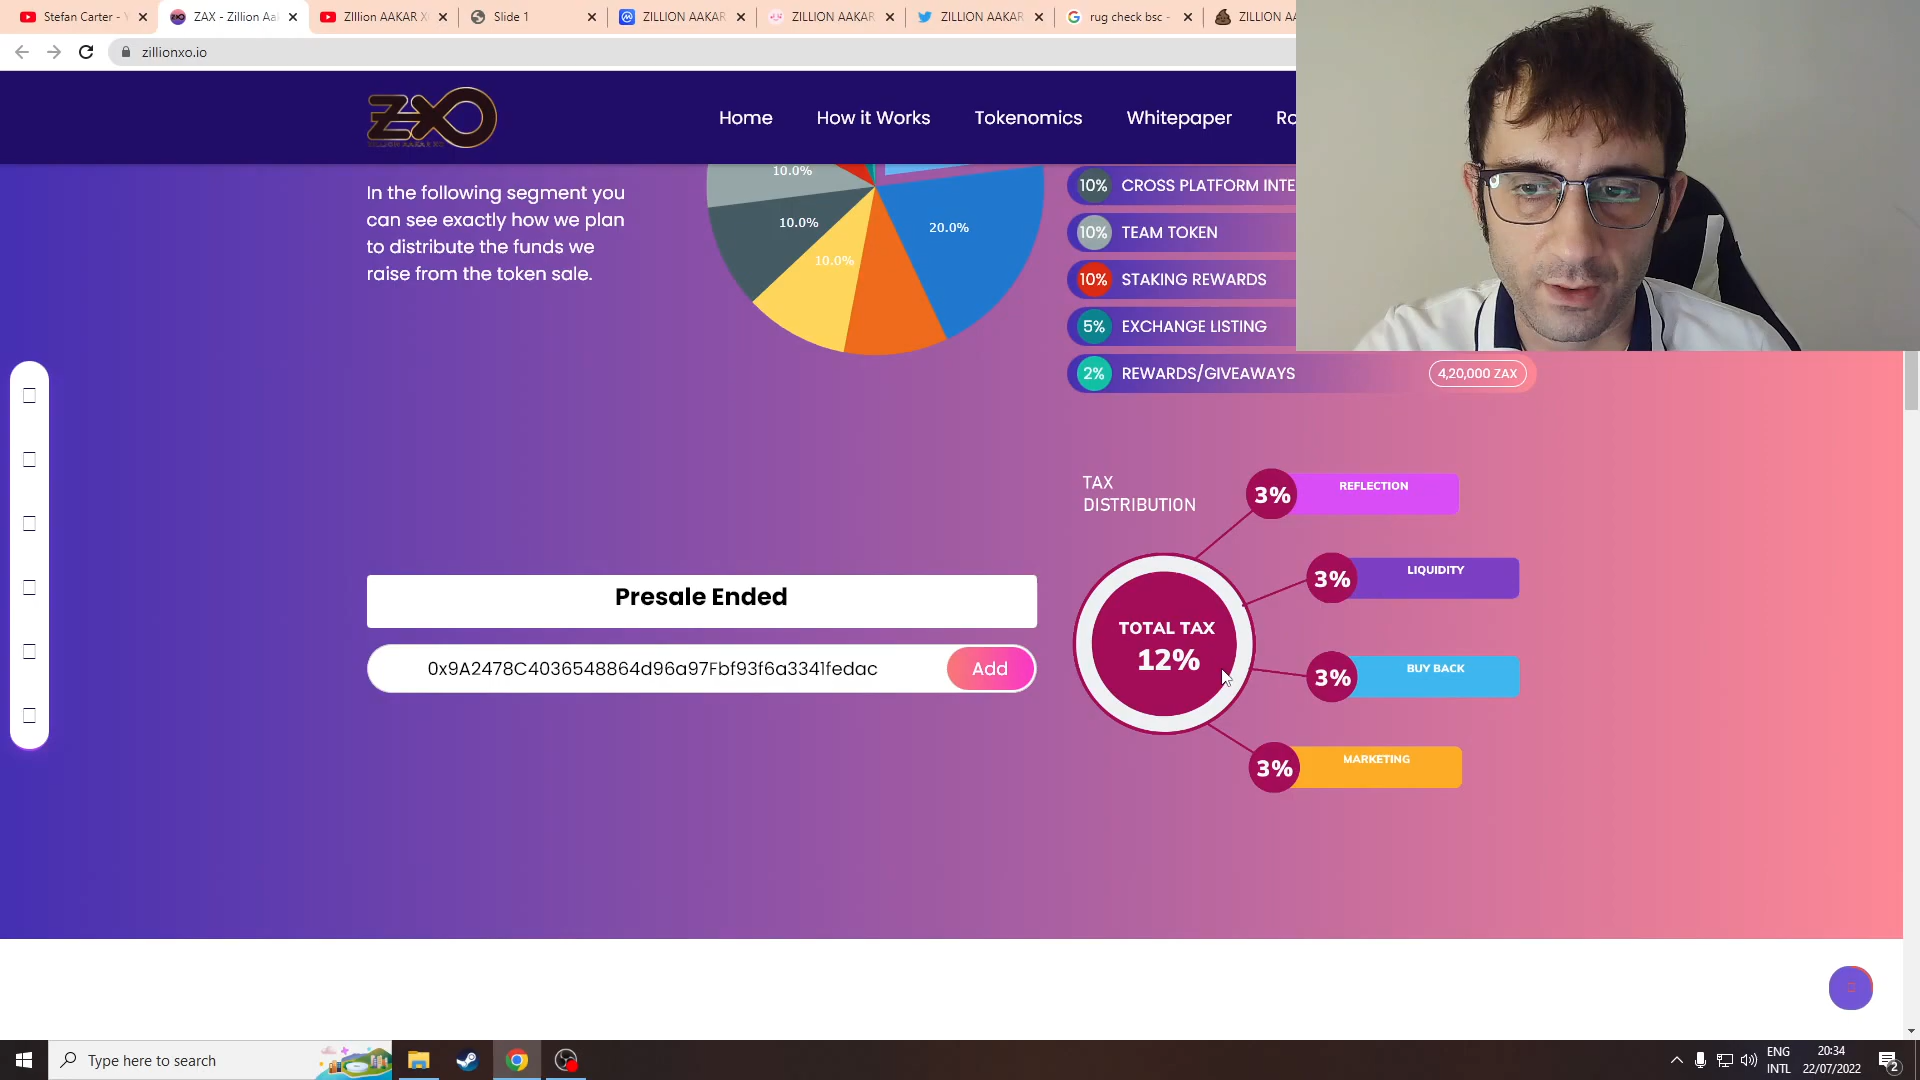 Stefan Carter - Y
ZAX - Zillion Aa
ZIllion AAKAR X
Slide 1
ZILLION AAKAR
ZILLION AAKAR
ZILLION AAKAR
rug check bsc -
ZILLION AA
zillionxo.io
ZXO
Home
How it Works
Tokenomics
Whitepaper
Ro
In the following segment you
can see exactly how we plan
to distribute the funds we
raise from the token sale.
10.0%
10.0%
10.0%
20.0%
10% CROSS PLATFORM INTE
10% TEAM TOKEN
10% STAKING REWARDS
5% EXCHANGE LISTING
2% REWARDS/GIVEAWAYS 4,20,000 ZAX
TAX
DISTRIBUTION
3% REFLECTION
3% LIQUIDITY
TOTAL TAX
12%
3% BUY BACK
3% MARKETING
Presale Ended
0x9A2478C4036548864d96a97Fbf93f6a3341fedac Add
Type here to search
ENG
INTL
20:34
22/07/2022
2